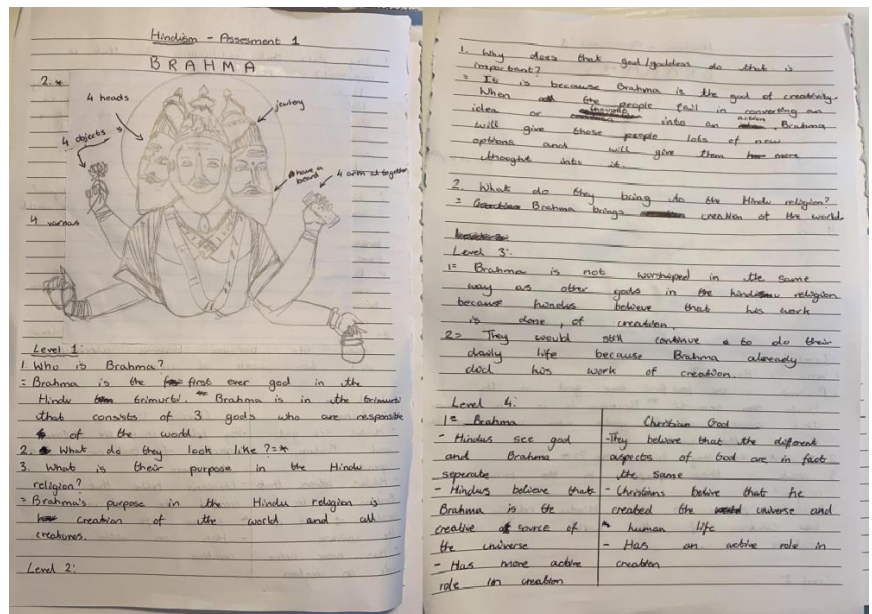 Hinduism - Assesment 1
BRAHMA
2. *
4 heads
jewlery
4 objects
have a
beard
4 arm
together
4 various
Level 1:
1 Who is Brahma?
= Brahma is the first ever god in the
Hindu trimurti. Brahma is in the trimurti
that consists of 3 gods who are responsible
of the world.
2. What do they look like ? = *
3. What is their purpose in the Hindu
religion?
= Brahma's purpose in the Hindu religion is
creation of the world and all
creatures.
Level 2:
1. Why does that god/goddess do that is
important?
= It is because Brahma is the god of creativity.
When the people fail in converting an
idea or into an action, Brahma
will give those people lots of new
options and will give them more
thought into it.
2. What do they bring to the Hindu religion?
= Brahma brings creation of the world.
Level 3:
1= Brahma is not worshiped in the same
way as other gods in the hindu religion
because hindus believe that his work
is done, of creation.
2= They would still continue to do their
daily life because Brahma already
did his work of creation.
Level 4:
1= Brahma
- Hindus see god
and Brahma
seperate
- Hindus believe that
Brahma is the
creative source of
the universe
- Has more active
role in creation
Christian God
- They beleive that the different
aspects of God are in fact
the same
- Christians belive that he
created the universe and
human life
- Has an active role in
creation